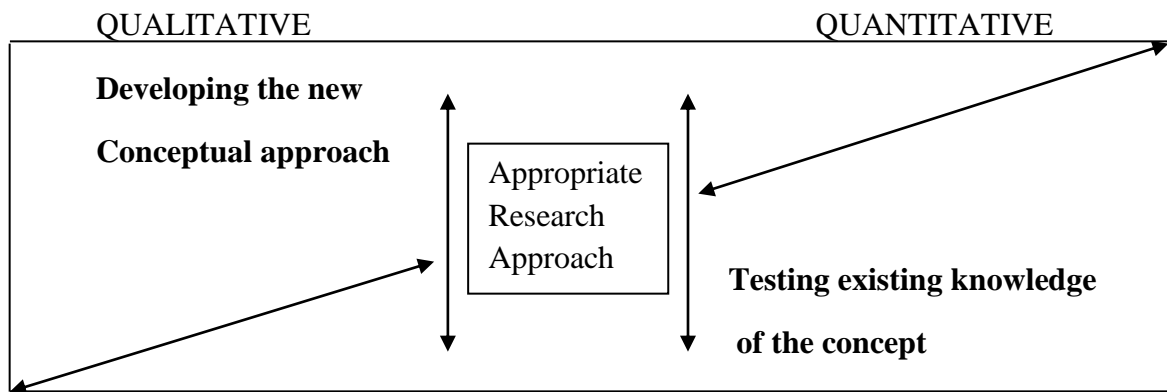 QUALITATIVE QUANTITATIVE
Developing the new
Conceptual approach
Appropriate
Research
Approach
Testing existing knowledge
of the concept